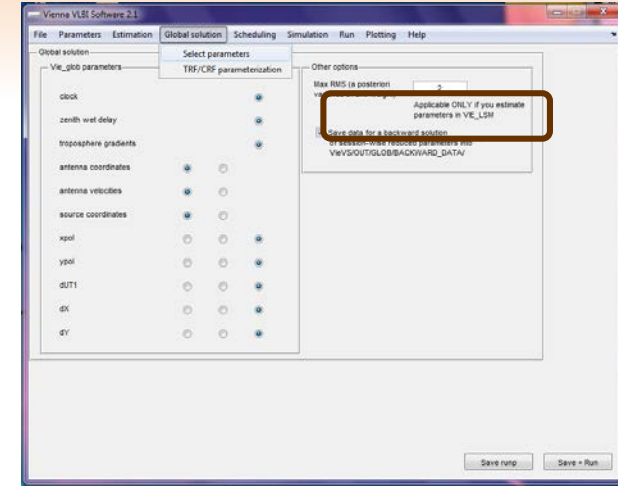 Vienna VLBI Software 2.1
File Parameters Estimation Global solution Scheduling Simulation Run Plotting Help
Select parameters
TRF/CRF parameterization
Global solution
Vie_glob parameters
Other options
clock
zenith wet delay
troposphere gradients
antenna coordinates
antenna velocities
source coordinates
xpol
ypol
dUT1
dX
dY
Max RMS (a posteriori
2
Applicable ONLY if you estimate
parameters in VIE_LSM
Save data for a backward solution
of session-wise reduced parameters into
VieVS/OUT/GLOB/BACKWARD_DATA/
Save runp
Save + Run